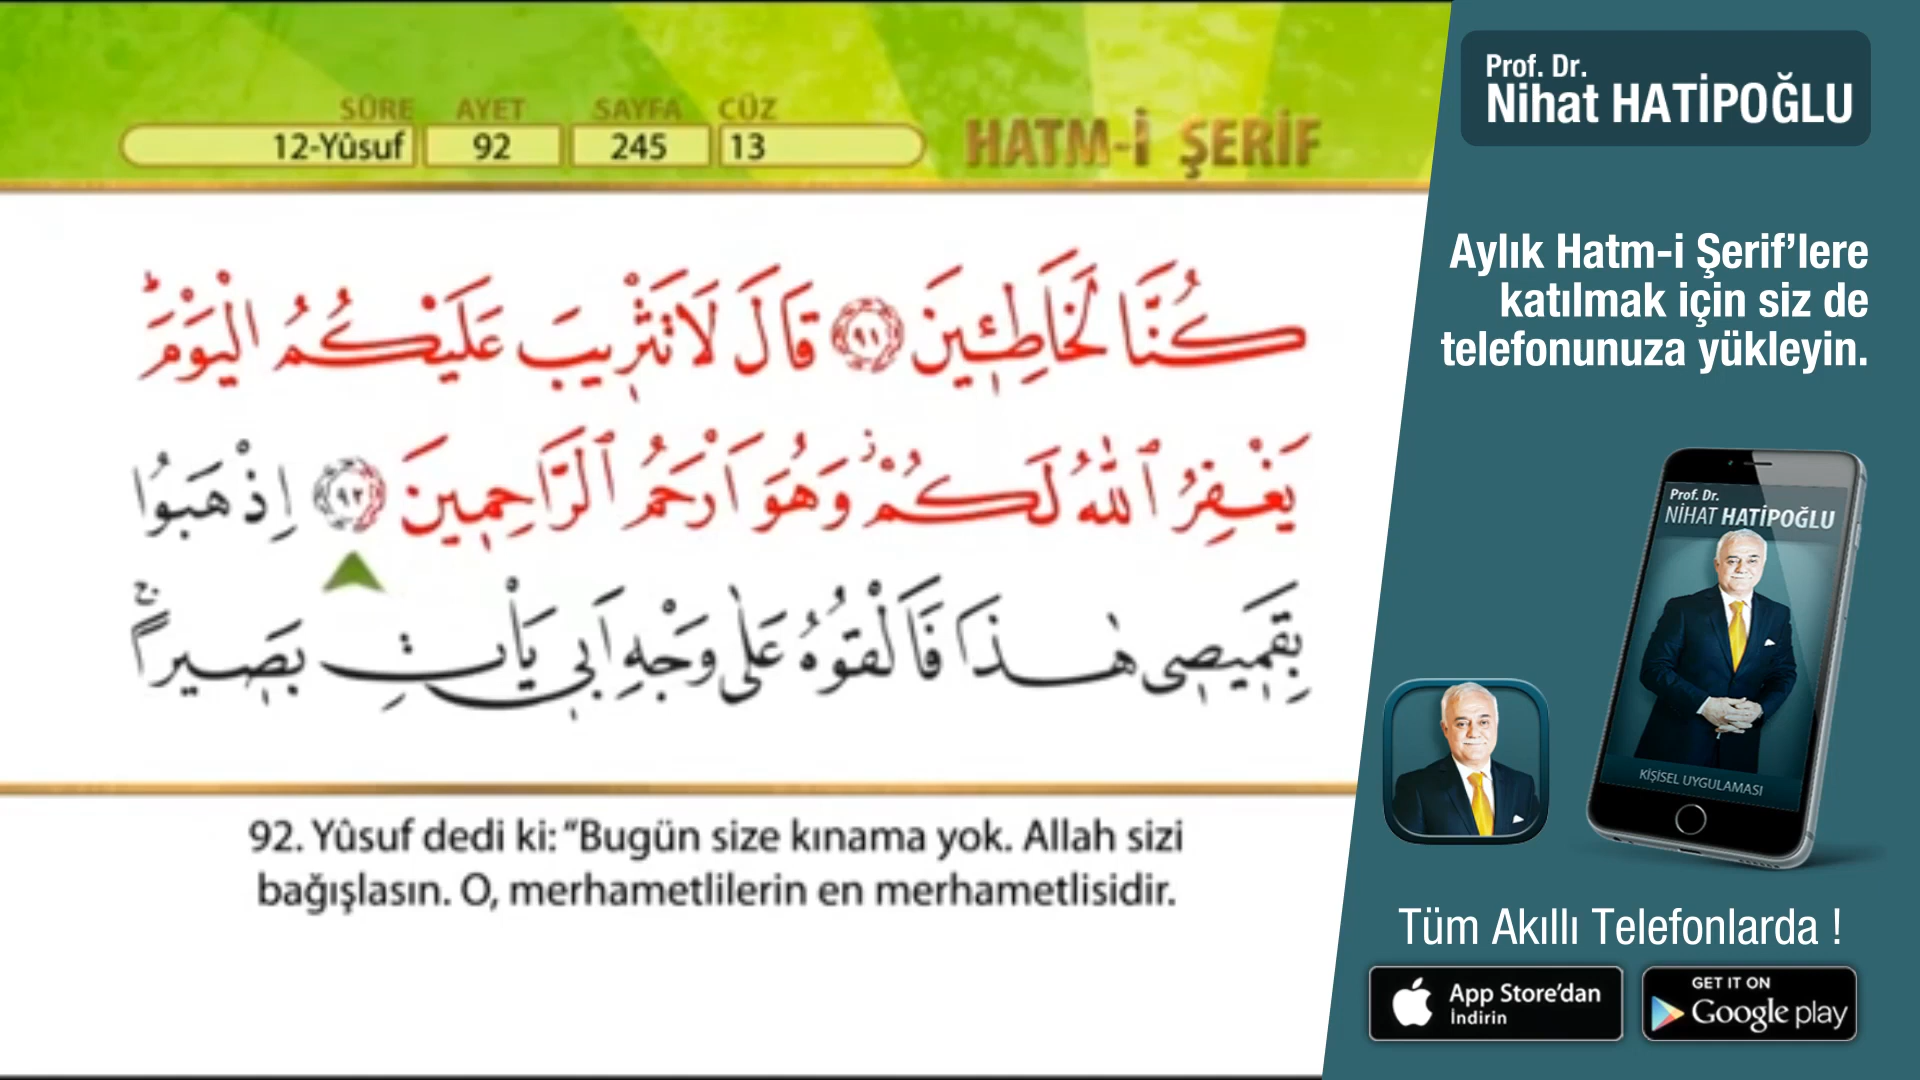 SÛRE AYET SAYFA CÜZ
12-Yûsuf 92 245 13
HATM-İ ŞERİF
كُنَّا لَخَاطِـِٔينَ ﴿٩١﴾ قَالَ لَا تَثْرٖيبَ عَلَيْكُمُ الْيَوْمَؕ
يَغْفِرُ ٱللّٰهُ لَكُمْؗ وَهُوَ اَرْحَمُ ٱلرَّاحِمٖينَ ﴿٩٢﴾ اِذْهَبُوا
بِقَمٖيصٖى هٰذَا فَاَلْقُوهُ عَلٰى وَجْهِ اَبٖى يَأْتِ بَصٖيراًۚ
92. Yûsuf dedi ki: “Bugün size kınama yok. Allah sizi
bağışlasın. O, merhametlilerin en merhametlisidir.
Prof. Dr.
Nihat HATİPOĞLU
Aylık Hatm-i Şerif’lere
katılmak için siz de
telefonunuza yükleyin.
Prof. Dr.
NİHAT HATİPOĞLU
KİŞİSEL UYGULAMASI
Tüm Akıllı Telefonlarda !
App Store’dan
İndirin
GET IT ON
Google play